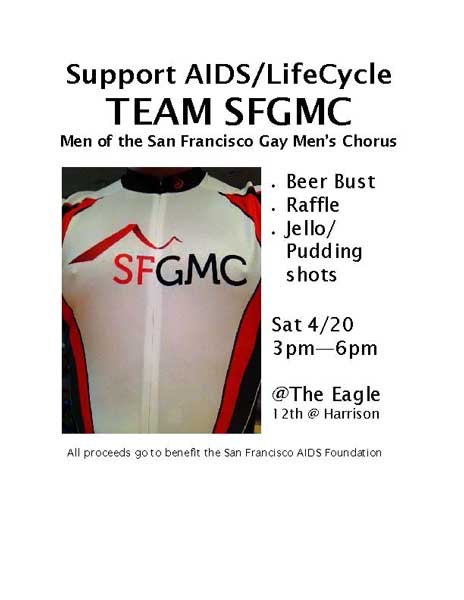 Support AIDS/LifeCycle
TEAM SFGMC
Men of the San Francisco Gay Men's Chorus
SFGMC
• Beer Bust
• Raffle
• Jello/
Pudding
shots
Sat 4/20
3pm—6pm
@The Eagle
12th @ Harrison
All proceeds go to benefit the San Francisco AIDS Foundation